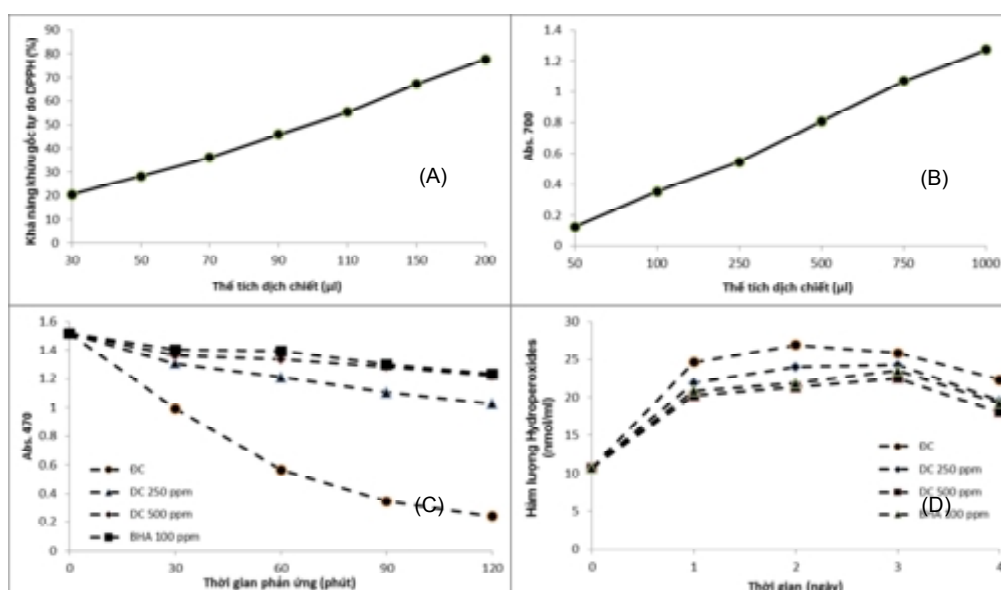 Khả năng khử gốc tự do DPPH (%)
90
80
70
60
50
40
30
20
10
0
30 50 70 90 110 150 200
Thể tích dịch chiết (µl)
(A)
Abs. 700
1.4
1.2
1
0.8
0.6
0.4
0.2
0
50 100 250 500 750 1000
Thể tích dịch chiết (µl)
(B)
Abs. 470
1.6
1.4
1.2
1
0.8
0.6
0.4
0.2
0
0 30 60 90 120
Thời gian phản ứng (phút)
ĐC
DC 250 ppm
DC 500 ppm
BHA 100 ppm
(C)
Hàm lượng Hydroperoxides
(nmol/ml)
30
25
20
15
10
5
0
0 1 2 3 4
Thời gian (ngày)
ĐC
DC 250 ppm
DC 500 ppm
BHA 100 ppm
(D)